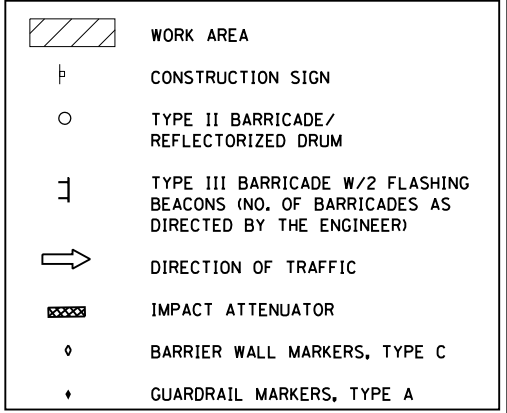 WORK AREA
CONSTRUCTION SIGN
TYPE II BARRICADE/
REFLECTORIZED DRUM
TYPE III BARRICADE W/2 FLASHING
BEACONS (NO. OF BARRICADES AS
DIRECTED BY THE ENGINEER)
DIRECTION OF TRAFFIC
IMPACT ATTENUATOR
BARRIER WALL MARKERS, TYPE C
GUARDRAIL MARKERS, TYPE A